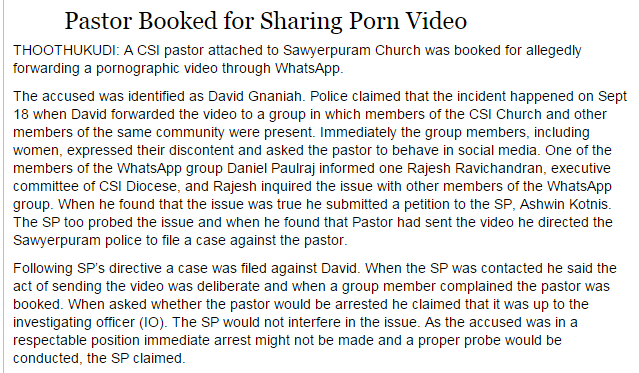 Pastor Booked for Sharing Porn Video
THOOTHUKUDI: A CSI pastor attached to Sawyerpuram Church was booked for allegedly
forwarding a pornographic video through WhatsApp.
The accused was identified as David Gnaniah. Police claimed that the incident happened on Sept
18 when David forwarded the video to a group in which members of the CSI Church and other
members of the same community were present. Immediately the group members, including
women, expressed their discontent and asked the pastor to behave in social media. One of the
members of the WhatsApp group Daniel Paulraj informed one Rajesh Ravichandran, executive
committee of CSI Diocese, and Rajesh inquired the issue with other members of the WhatsApp
group. When he found that the issue was true he submitted a petition to the SP, Ashwin Kotnis.
The SP too probed the issue and when he found that Pastor had sent the video he directed the
Sawyerpuram police to file a case against the pastor.
Following SP's directive a case was filed against David. When the SP was contacted he said the
act of sending the video was deliberate and when a group member complained the pastor was
booked. When asked whether the pastor would be arrested he claimed that it was up to the
investigating officer (IO). The SP would not interfere in the issue. As the accused was in a
respectable position immediate arrest might not be made and a proper probe would be
conducted, the SP claimed.